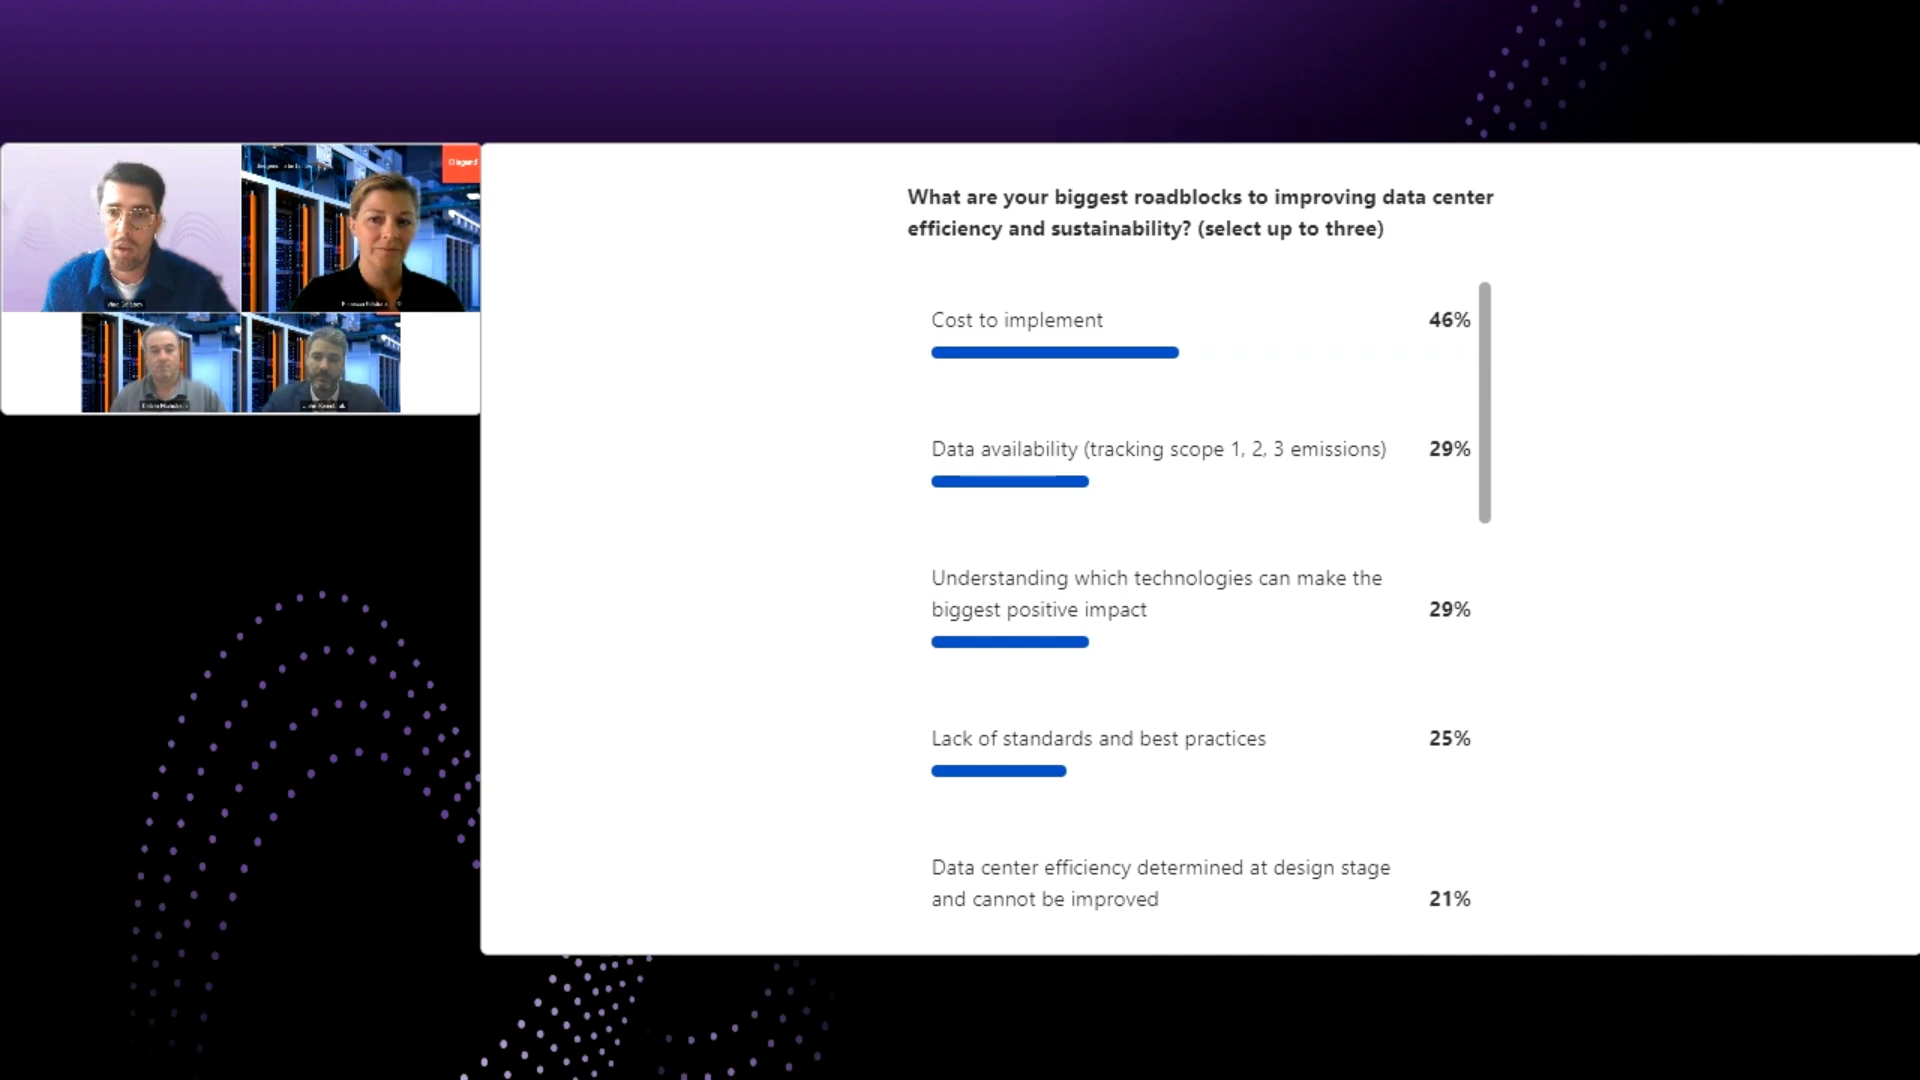 legrand
What are your biggest roadblocks to improving data center
efficiency and sustainability? (select up to three)
Cost to implement 46%
Data availability (tracking scope 1, 2, 3 emissions) 29%
Understanding which technologies can make the
biggest positive impact 29%
Lack of standards and best practices 25%
Data center efficiency determined at design stage
and cannot be improved 21%